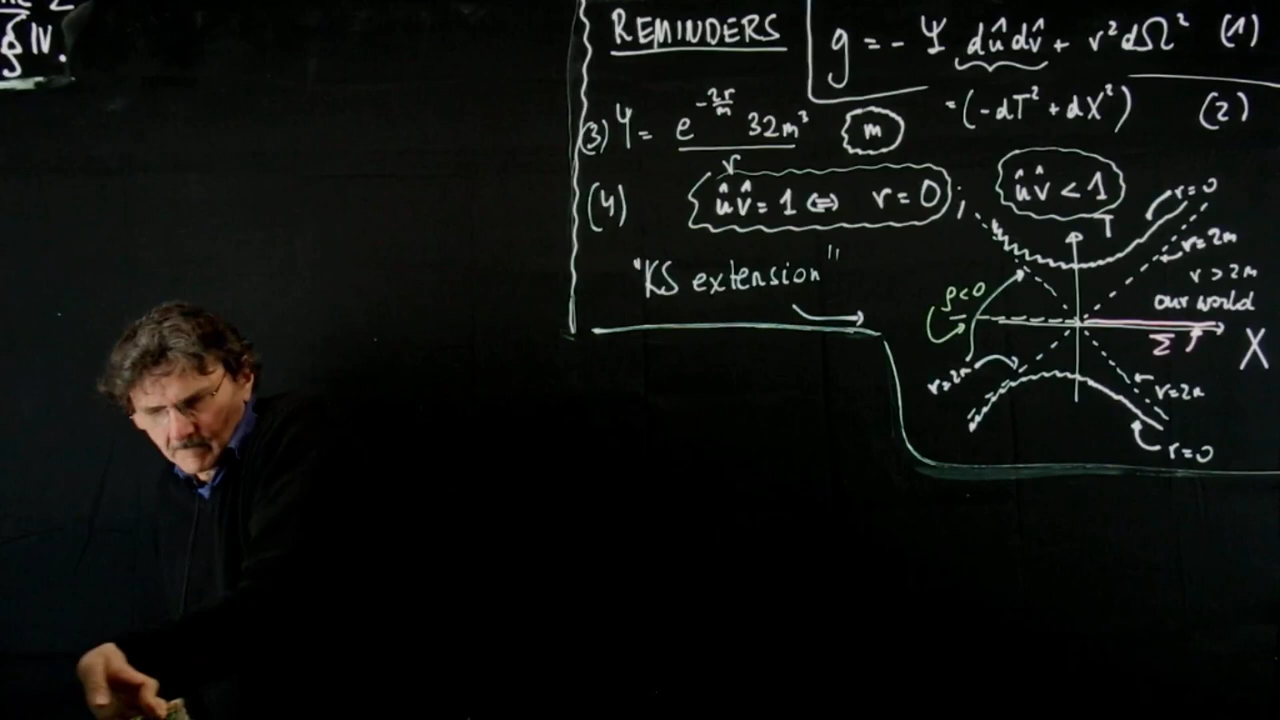 § IV.
REMINDERS
g = - Ψ dûdv̂ + r²dΩ² (1)
= (-dT² + dX²) (2)
(3) Ψ = e^{-2r/m} 32m³ / r   m
(4) ûv̂ = 1 ⇔ r = 0 ; ûv̂ < 1
"KS extension"
T
r=0
r=2m
r > 2m
our world
ρ<0
Σ
X
r=2m
r=2m
r=0